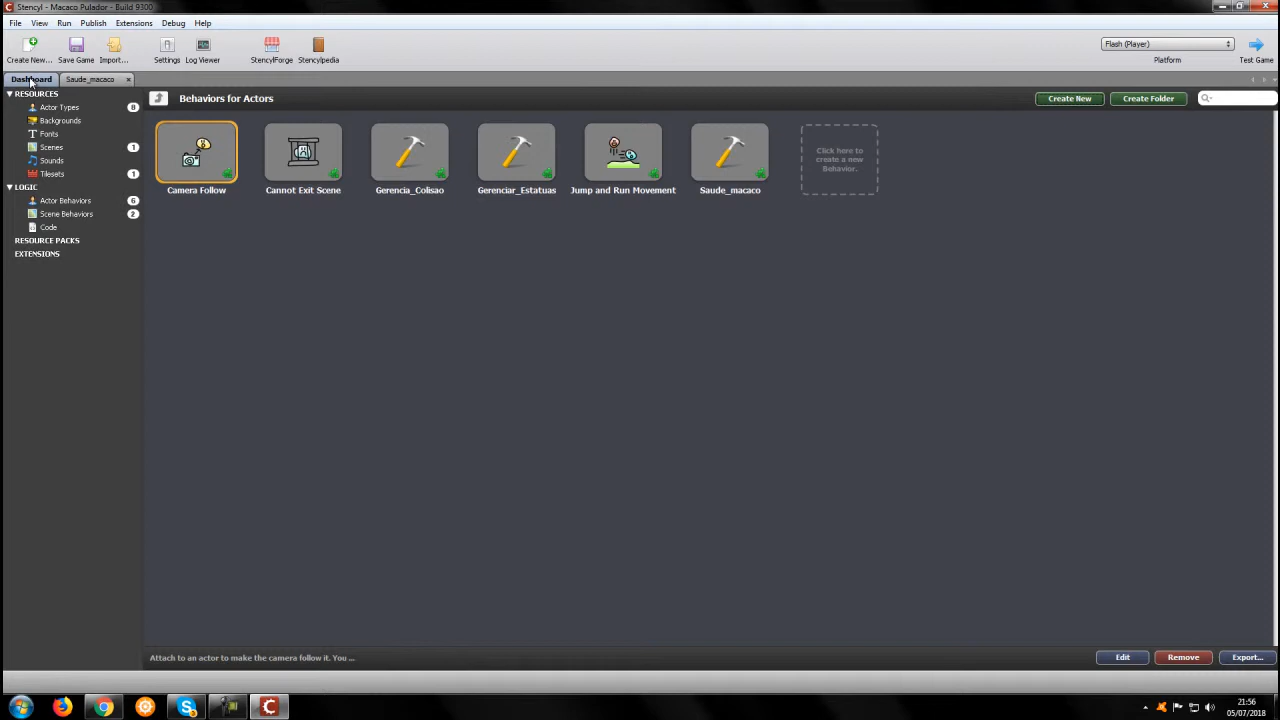 Stencyl - Macaco Pulador - Build 9300
File View Run Publish Extensions Debug Help
Create New... Save Game Import... Settings Log Viewer StencylForge Stencylpedia
Flash (Player)
Platform Test Game
Dashboard Saude_macaco
RESOURCES
Actor Types 8
Backgrounds
Fonts
Scenes 1
Sounds
Tilesets 1
LOGIC
Actor Behaviors 6
Scene Behaviors 2
Code
RESOURCE PACKS
EXTENSIONS
Behaviors for Actors
Create New Create Folder
Camera Follow Cannot Exit Scene Gerencia_Colisao Gerenciar_Estatuas Jump and Run Movement Saude_macaco
Click here to
create a new
Behavior.
Attach to an actor to make the camera follow it. You ...
Edit Remove Export...
21:56
05/07/2018